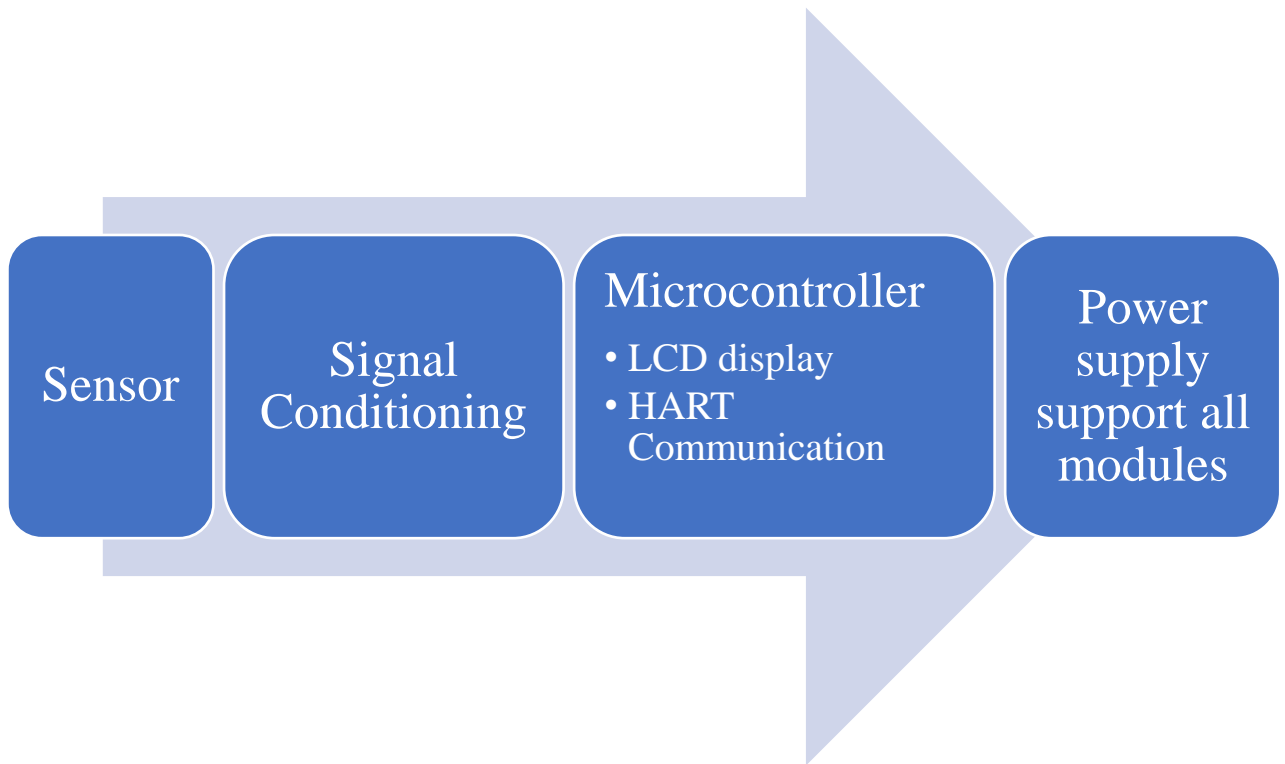 Sensor
Signal
Conditioning
Microcontroller
• LCD display
• HART
Communication
Power
supply
support all
modules